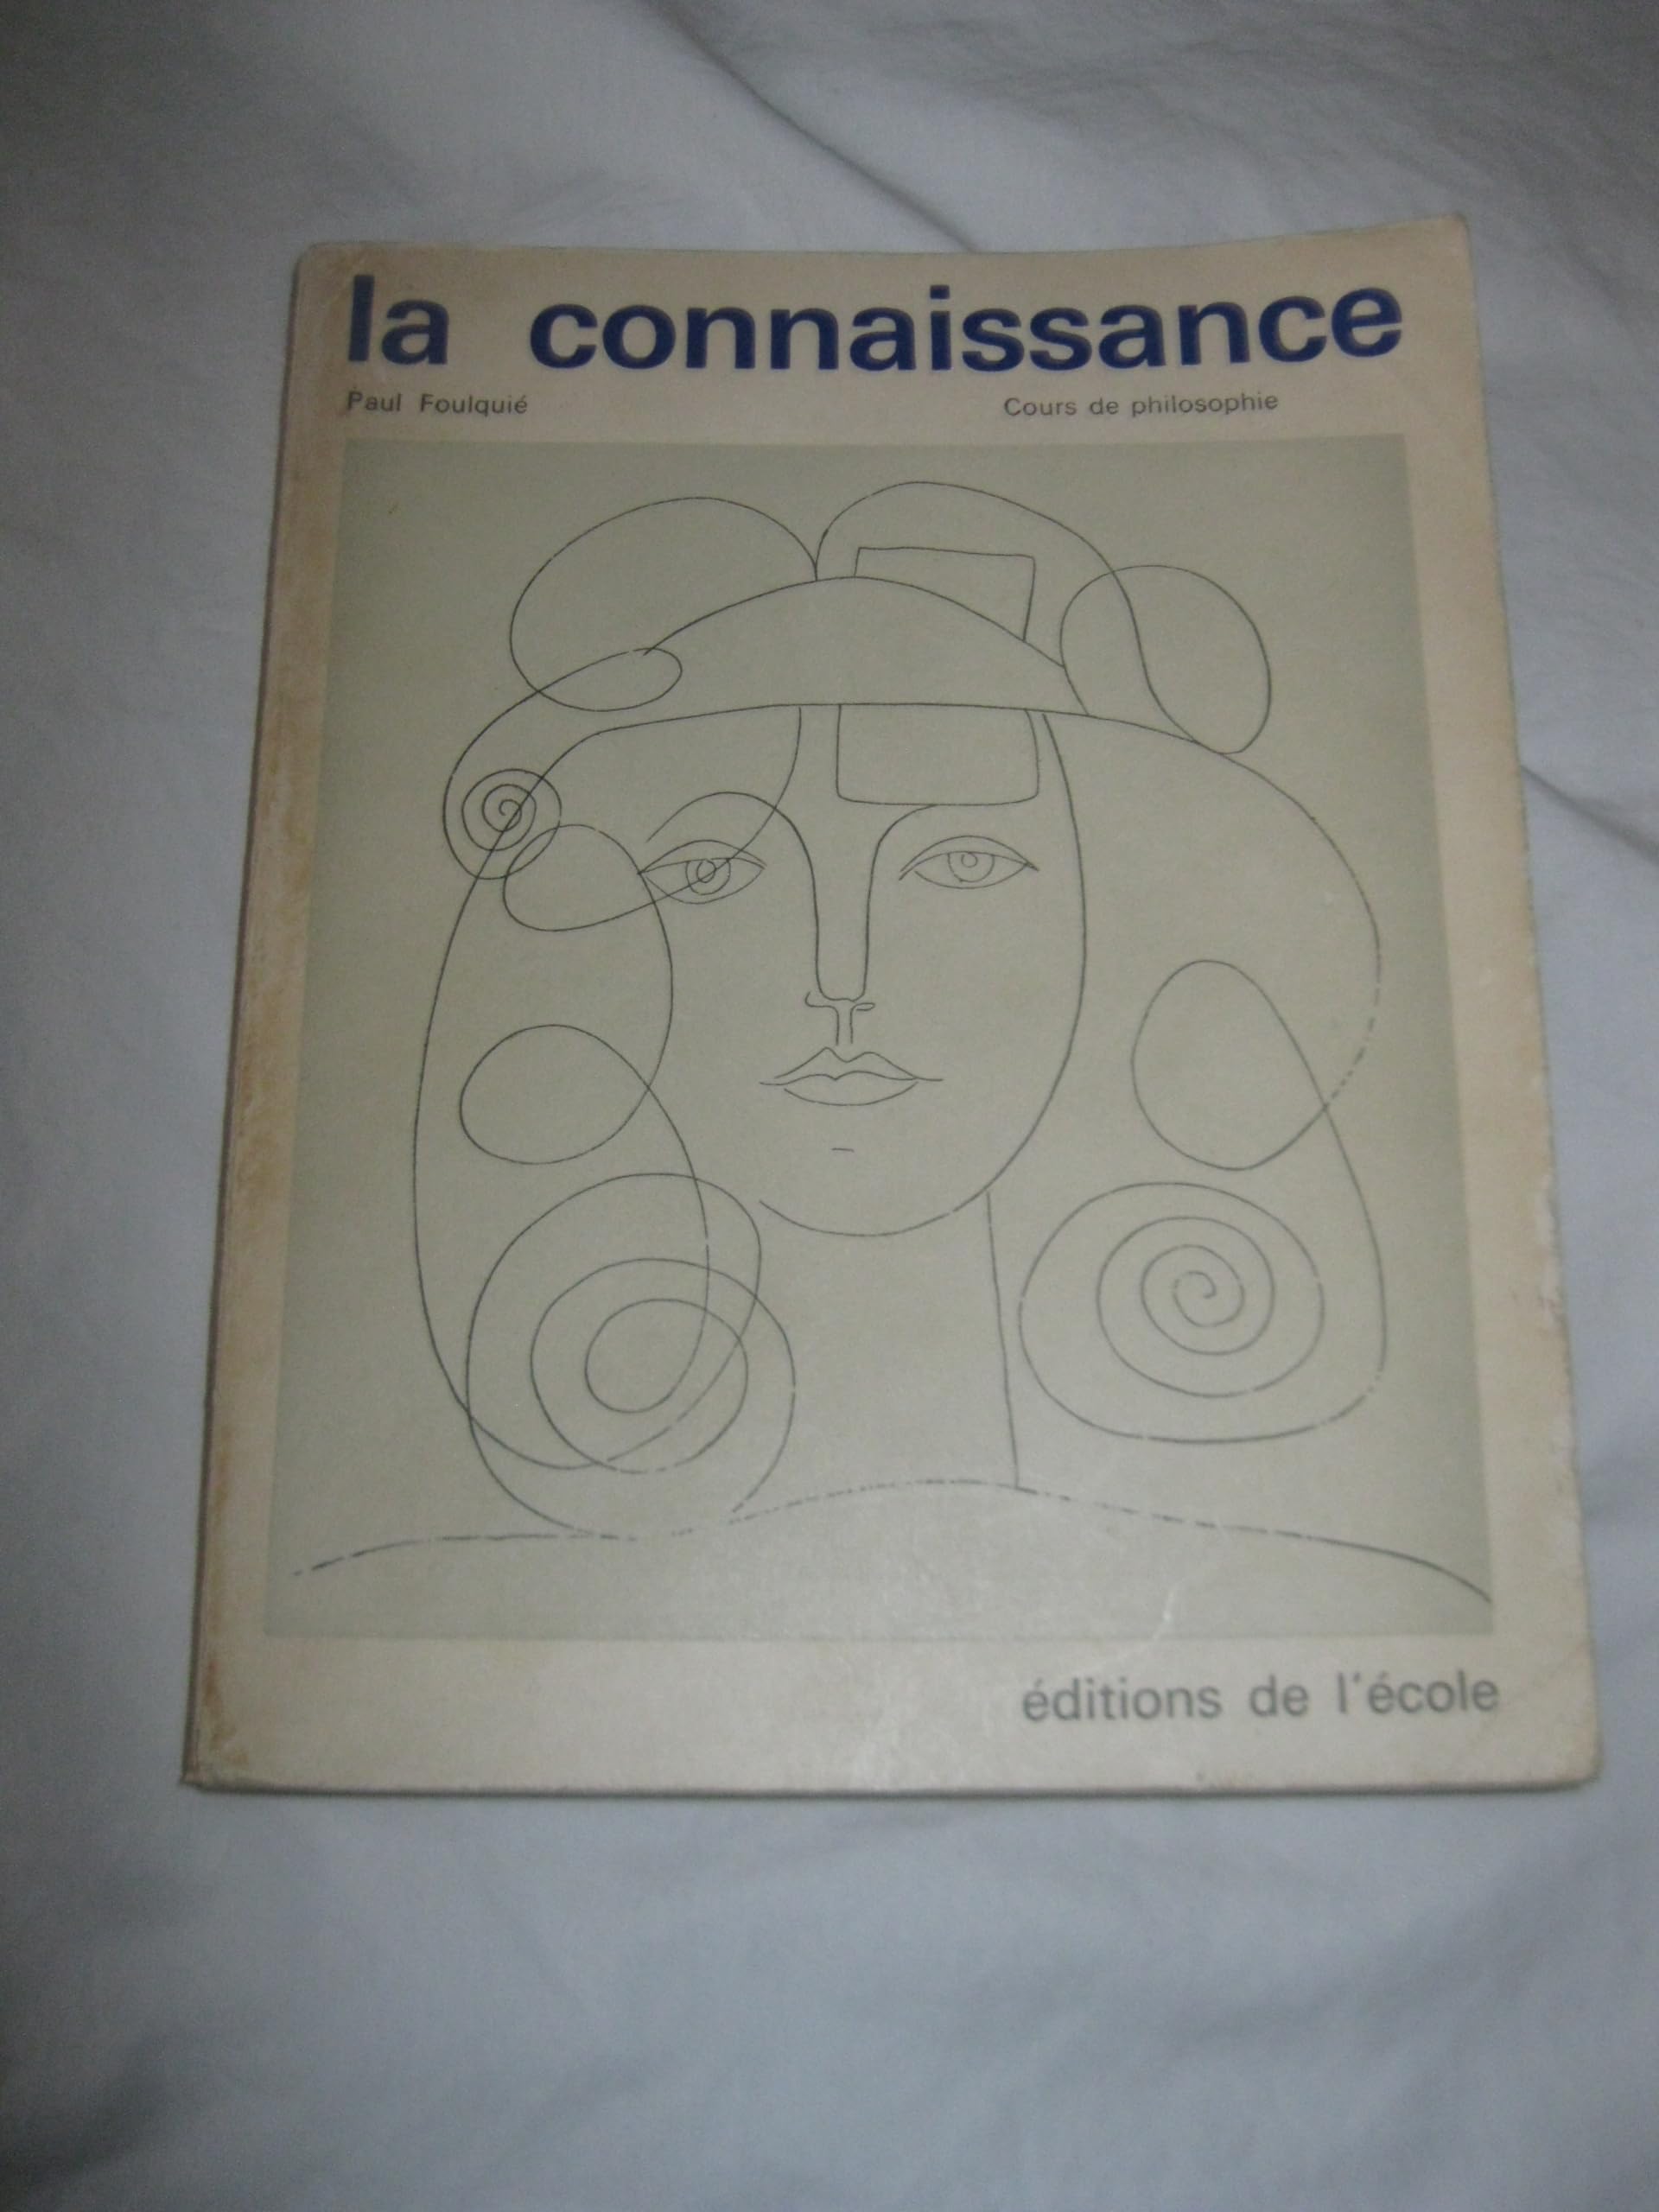 la connaissance
Paul Foulquié Cours de philosophie
éditions de l'école